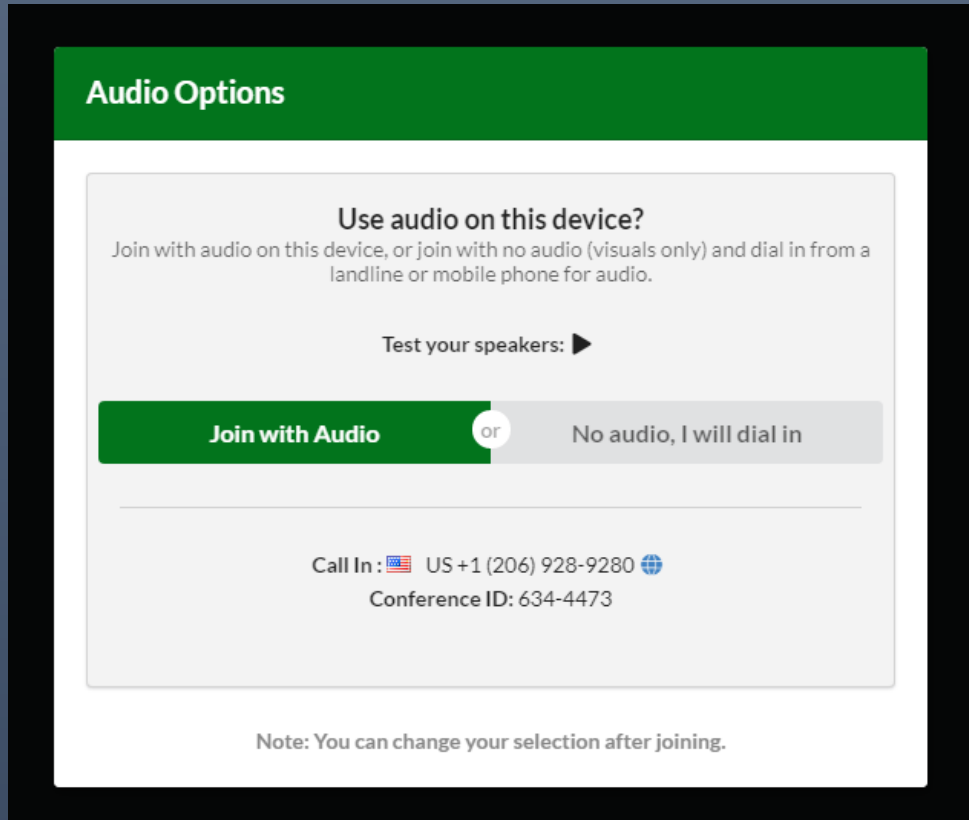 Audio Options
Use audio on this device?
Join with audio on this device, or join with no audio (visuals only) and dial in from a
landline or mobile phone for audio.
Test your speakers:
Join with Audio
or
No audio, I will dial in
Call In : US +1 (206) 928-9280
Conference ID: 634-4473
Note: You can change your selection after joining.